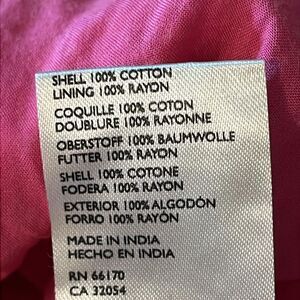 SHELL 100% COTTON
LINING 100% RAYON
COQUILLE 100% COTON
DOUBLURE 100% RAYONNE
OBERSTOFF 100% BAUMWOLLE
FUTTER 100% RAYON
SHELL 100% COTONE
FODERA 100% RAYON
EXTERIOR 100% ALGODÓN
FORRO 100% RAYÓN
MADE IN INDIA
HECHO EN INDIA
RN 66170
CA 32054